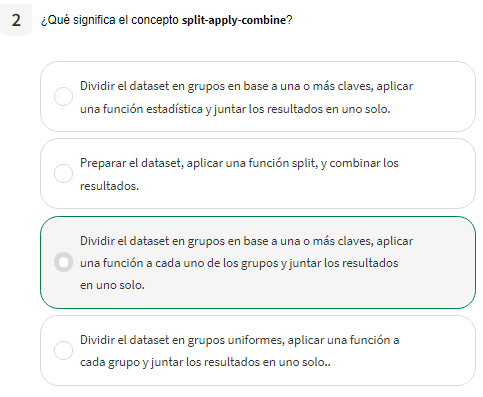 2 ¿Qué significa el concepto split-apply-combine?
Dividir el dataset en grupos en base a una o más claves, aplicar
una función estadística y juntar los resultados en uno solo.
Preparar el dataset, aplicar una función split, y combinar los
resultados.
Dividir el dataset en grupos en base a una o más claves, aplicar
una función a cada uno de los grupos y juntar los resultados
en uno solo.
Dividir el dataset en grupos uniformes, aplicar una función a
cada grupo y juntar los resultados en uno solo..